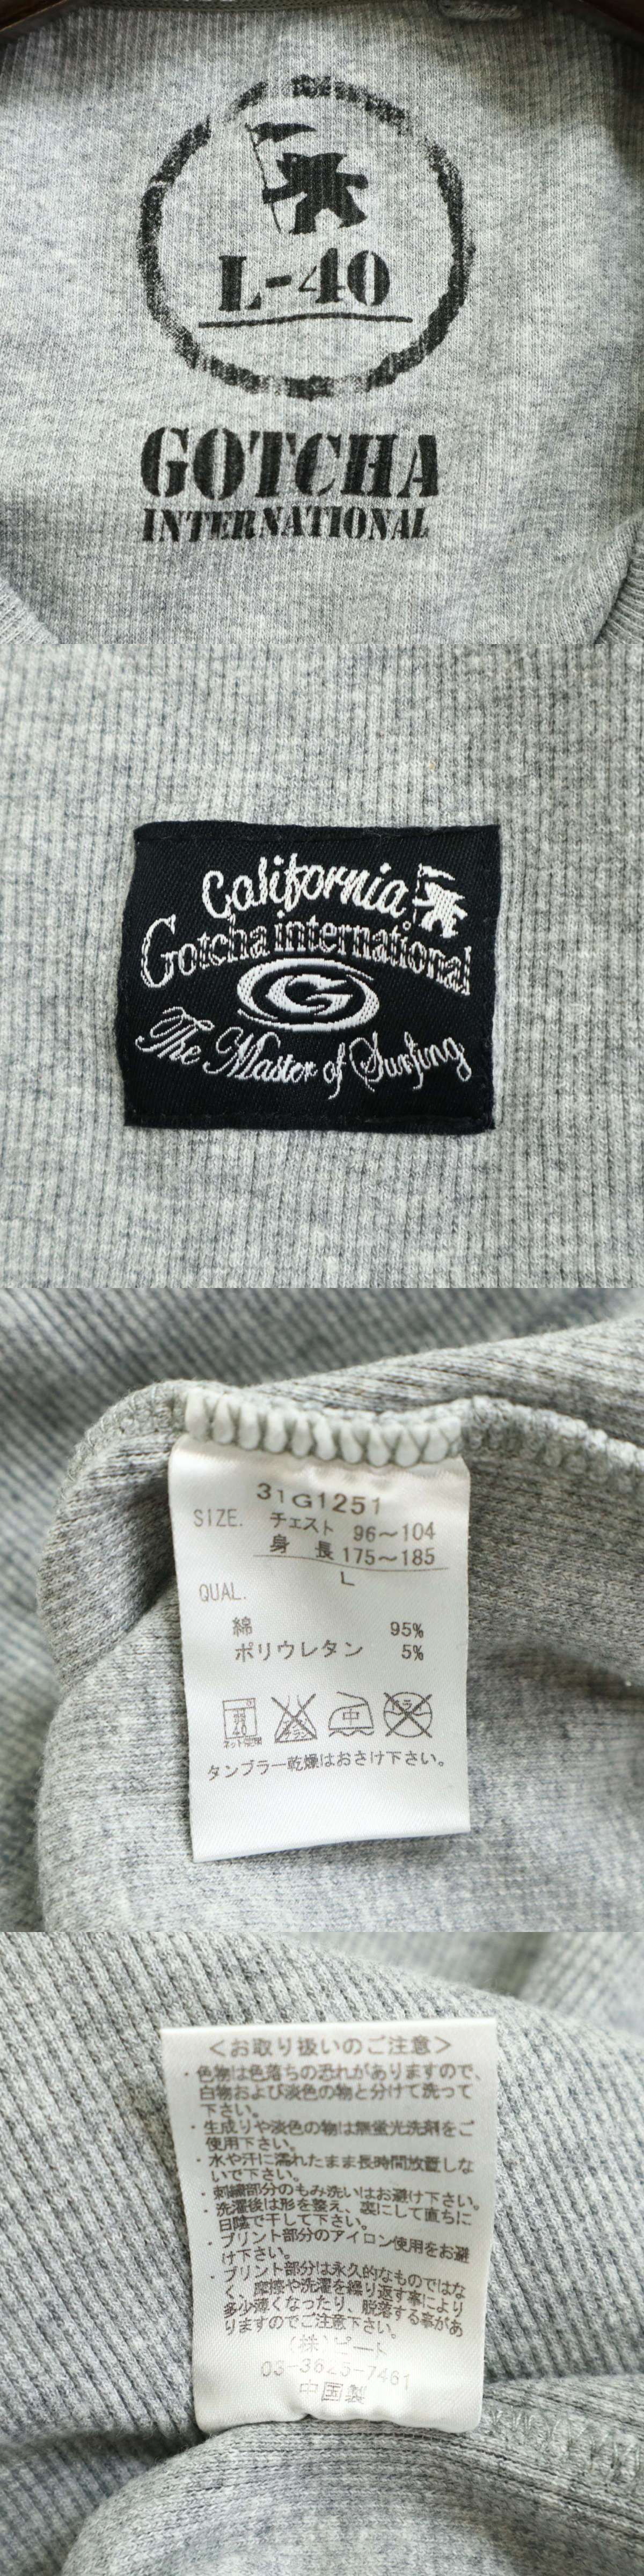 L-40
GOTCHA
INTERNATIONAL
California
Gotcha international
G
The Master of Surfing
31G1251
SIZE. チェスト 96～104
身 長 175～185
L
QUAL.
綿 95%
ポリウレタン 5%
40
中
ネット使用
タンブラー乾燥はおさけ下さい。
＜お取り扱いのご注意＞
・色物は色落ちの恐れがありますので、
白物および淡色の物と分けて洗って
下さい。
・生成りや淡色の物は無蛍光洗剤をご
使用下さい。
・水や汗に濡れたまま長時間放置しな
いで下さい。
・刺繍部分のもみ洗いはお避け下さい。
・洗濯後は形を整え、裏にして直ちに
日陰で干して下さい。
・プリント部分のアイロン使用をお避
け下さい。
・プリント部分は永久的なものではな
く、摩擦や洗濯を繰り返す事により
多少薄くなったり、脱落する事があ
りますのでご注意下さい。
(株)ピート
03-3625-7461
中国製